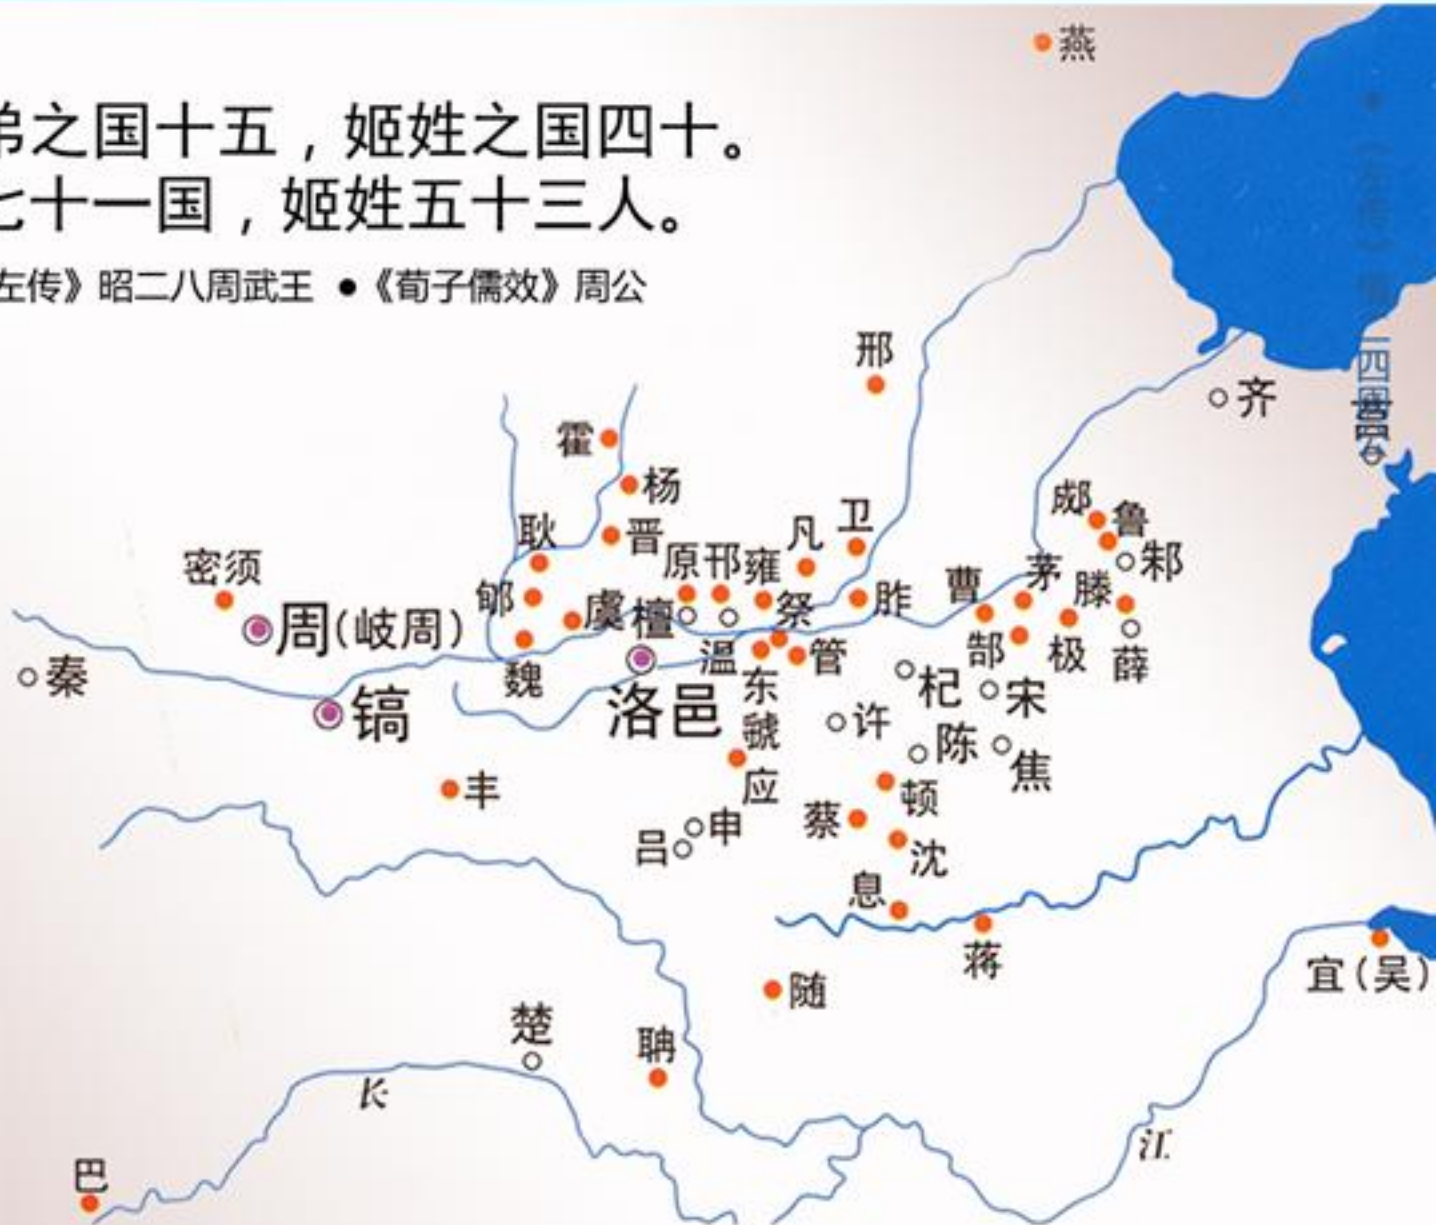 燕
弟之国十五，姬姓之国四十。
七十一国，姬姓五十三人。
左传》昭二八周武王 ●《荀子儒效》周公
邢
齐
霍
杨
耿
晋
原
邘
雍
凡
卫
郕
鲁
邾
密须
周(岐周)
郇
虞
檀
祭
胙
曹
茅
滕
秦
镐
魏
洛邑
温
管
郜
极
薛
东虢
杞
宋
许
陈
焦
丰
应
顿
吕
申
蔡
沈
息
蒋
宜(吴)
随
楚
聃
长
江
巴